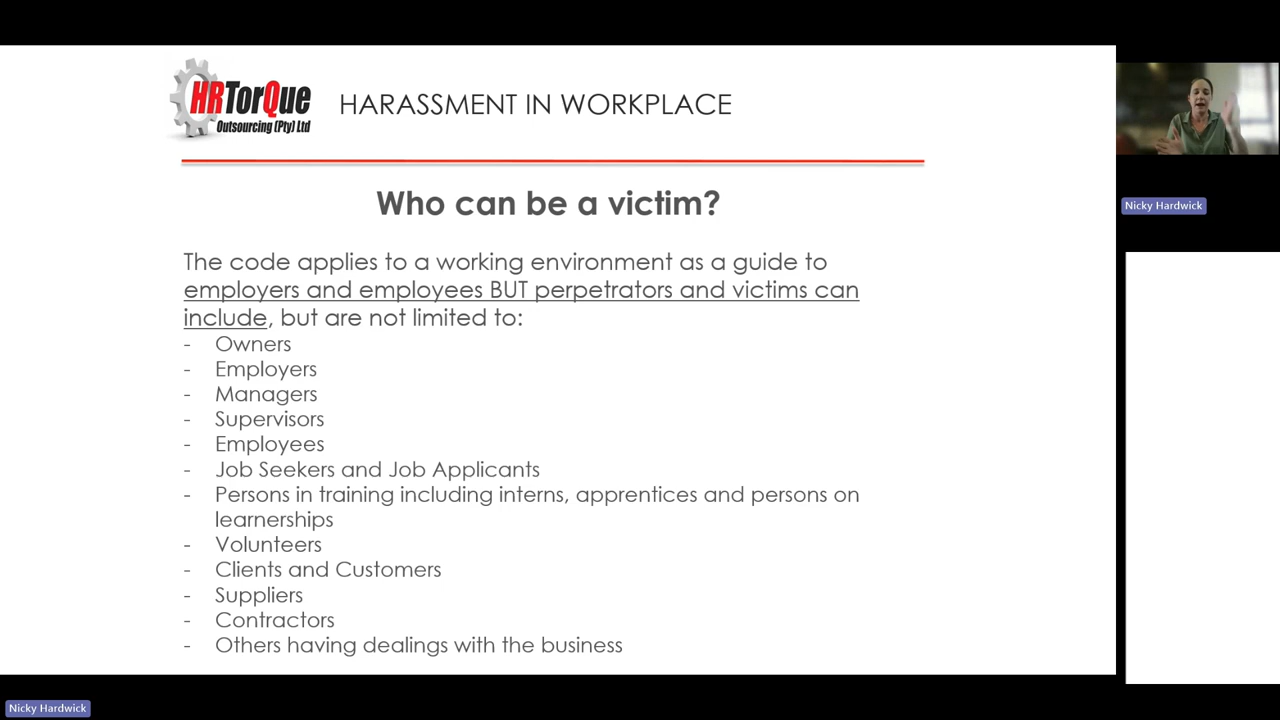 HRTorQue
Outsourcing (Pty) Ltd
HARASSMENT IN WORKPLACE
Who can be a victim?
The code applies to a working environment as a guide to
employers and employees BUT perpetrators and victims can
include, but are not limited to:
- Owners
- Employers
- Managers
- Supervisors
- Employees
- Job Seekers and Job Applicants
- Persons in training including interns, apprentices and persons on
learnerships
- Volunteers
- Clients and Customers
- Suppliers
- Contractors
- Others having dealings with the business
Nicky Hardwick
Nicky Hardwick